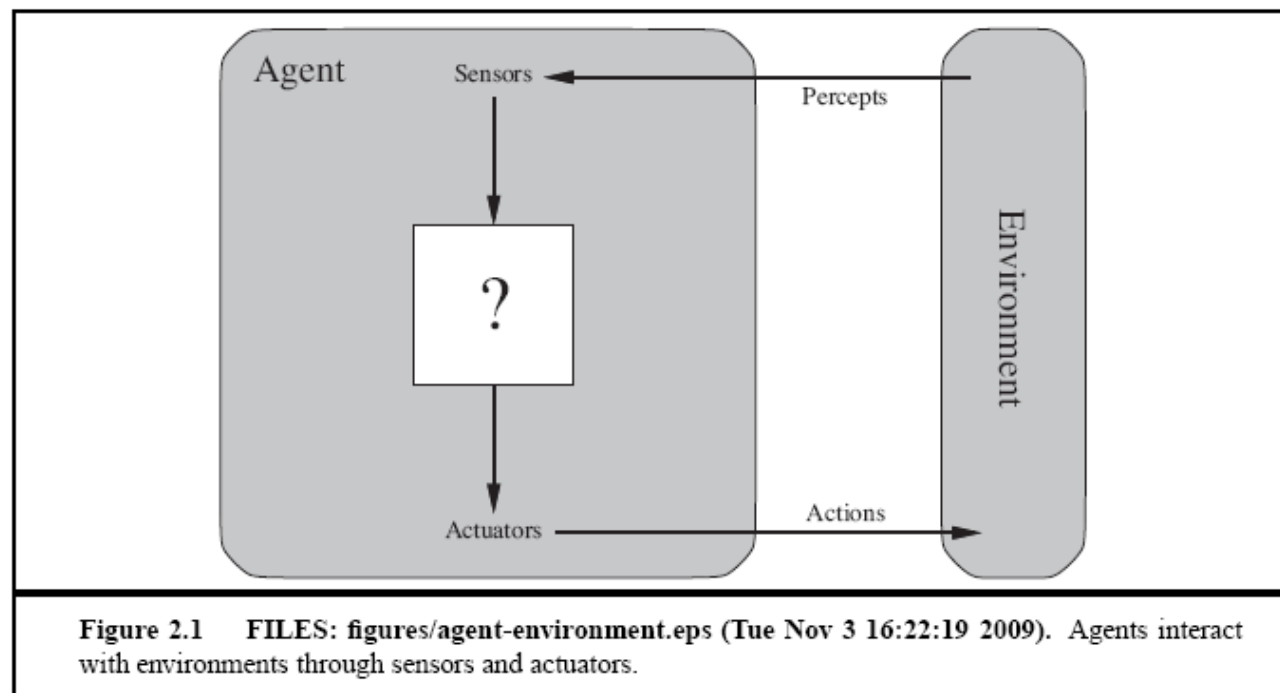 Agent
Sensors
Percepts
?
Environment
Actuators
Actions
Figure 2.1 FILES: figures/agent-environment.eps (Tue Nov 3 16:22:19 2009). Agents interact
with environments through sensors and actuators.